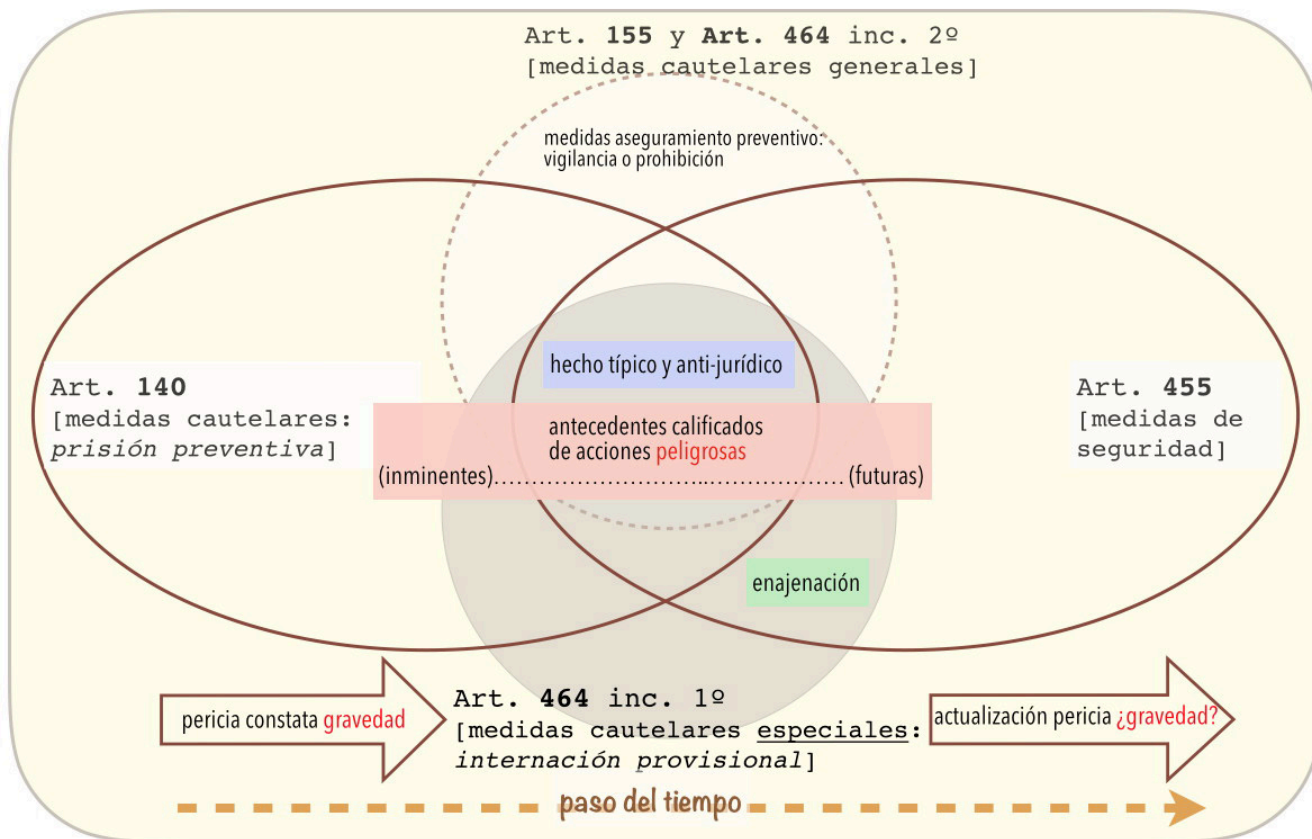 Art. 155 y Art. 464 inc. 2º
[medidas cautelares generales]
medidas aseguramiento preventivo:
vigilancia o prohibición
hecho típico y anti-jurídico
Art. 140
[medidas cautelares:
prisión preventiva]
antecedentes calificados
de acciones peligrosas
(inminentes)............................................... (futuras)
Art. 455
[medidas de
seguridad]
enajenación
pericia constata gravedad
Art. 464 inc. 1º
[medidas cautelares especiales:
internación provisional]
actualización pericia ¿gravedad?
paso del tiempo